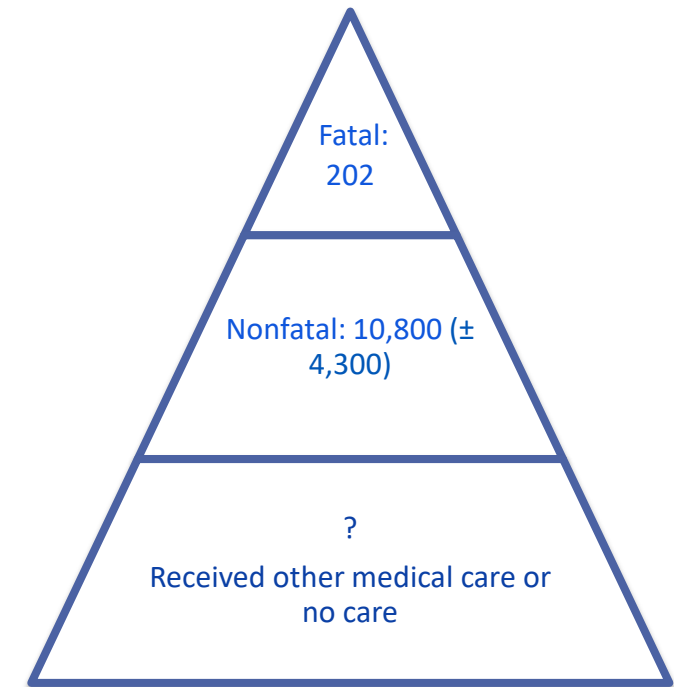 Fatal:
202
Nonfatal: 10,800 (±
4,300)
?
Received other medical care or
no care